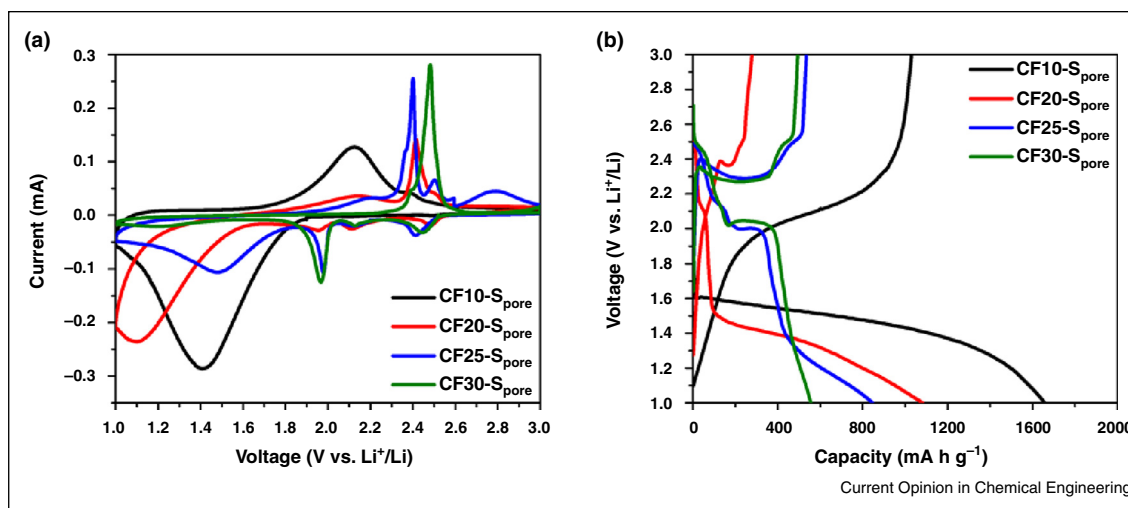 (a)
0.3
0.2
0.1
0.0
–0.1
–0.2
–0.3
Current (mA)
CF10-Spore
CF20-Spore
CF25-Spore
CF30-Spore
1.0 1.2 1.4 1.6 1.8 2.0 2.2 2.4 2.6 2.8 3.0
Voltage (V vs. Li⁺/Li)
(b)
3.0
2.8
2.6
2.4
2.2
2.0
1.8
1.6
1.4
1.2
1.0
Voltage (V vs. Li⁺/Li)
CF10-Spore
CF20-Spore
CF25-Spore
CF30-Spore
0 400 800 1200 1600 2000
Capacity (mA h g⁻¹)
Current Opinion in Chemical Engineering